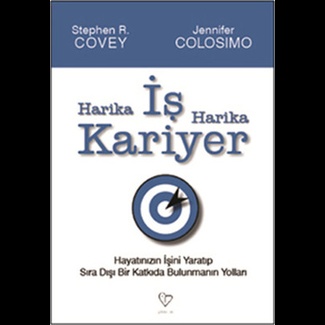 Stephen R. Jennifer
COVEY COLOSIMO
Harika İş Harika
Kariyer
Hayatınızın İşini Yaratıp
Sıra Dışı Bir Katkıda Bulunmanın Yolları